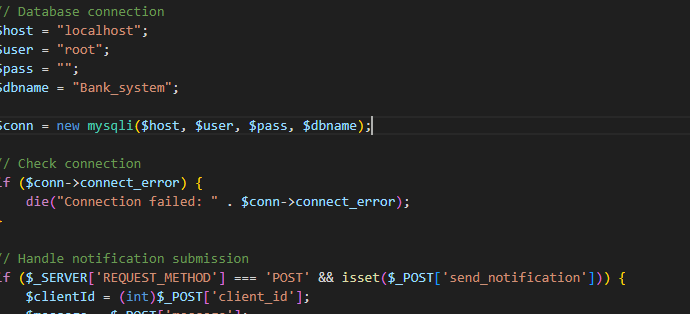 // Database connection
$host = "localhost";
$user = "root";
$pass = "";
$dbname = "Bank_system";
$conn = new mysqli($host, $user, $pass, $dbname);
// Check connection
if ($conn->connect_error) {
die("Connection failed: " . $conn->connect_error);
}
// Handle notification submission
if ($_SERVER['REQUEST_METHOD'] === 'POST' && isset($_POST['send_notification'])) {
$clientId = (int)$_POST['client_id'];
$message = $_POST['message'];